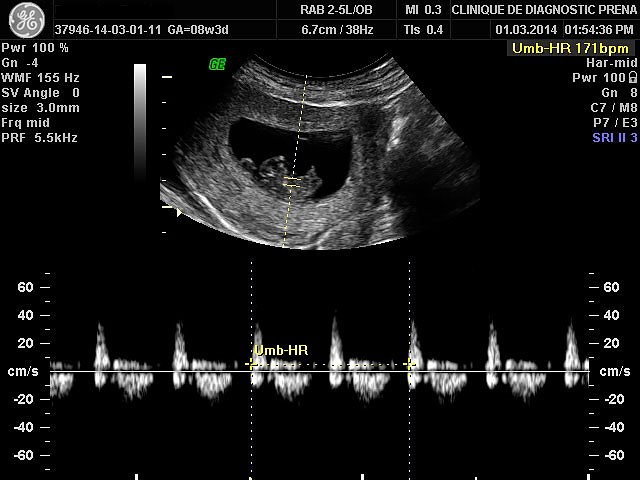 RAB 2-5L/OB MI 0.3 CLINIQUE DE DIAGNOSTIC PRENA
37946-14-03-01-11 GA=08w3d 6.7cm / 38Hz TIs 0.4 01.03.2014 01:54:36 PM
Pwr 100 %
Gn -4
WMF 155 Hz
SV Angle 0
size 3.0mm
Frq mid
PRF 5.5kHz
GE
Umb-HR 171bpm
Har-mid
Pwr 100
Gn 8
C7 / M8
P7 / E3
SRI II 3
60 60
40 40
20 20
Umb-HR
cm/s cm/s
-20 -20
-40 -40
-60 -60